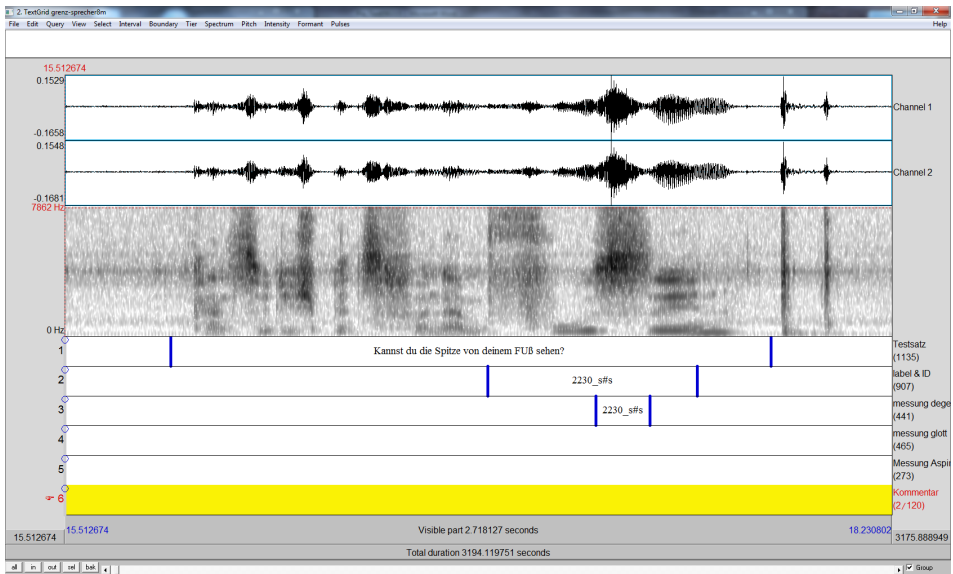 2. TextGrid grenz-sprecher8m
File Edit Query View Select Interval Boundary Tier Spectrum Pitch Intensity Formant Pulses Help
15.512674
0.1529
Channel 1
-0.1658
0.1548
Channel 2
-0.1681
7862 Hz
0 Hz
1 Kannst du die Spitze von deinem FUß sehen? Testsatz
(1135)
2 2230_s#s label & ID
(907)
3 2230_s#s messung dege
(441)
4 messung glott
(465)
5 Messung Aspi
(273)
6 Kommentar
(2/120)
15.512674 Visible part 2.718127 seconds 18.230802
15.512674 3175.888949
Total duration 3194.119751 seconds
all in out sel bak Group